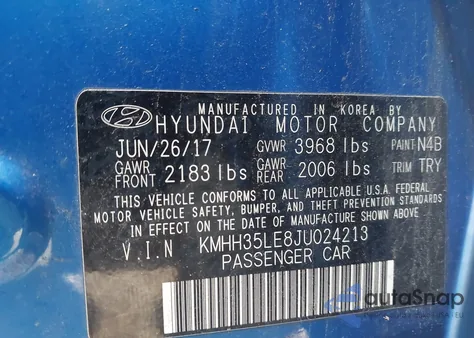 MANUFACTURED IN KOREA BY
HYUNDAI MOTOR COMPANY
JUN/26/17 GVWR 3968 lbs PAINT N4B
GAWR FRONT 2183 lbs GAWR REAR 2006 lbs TRIM TRY
THIS VEHICLE CONFORMS TO ALL APPLICABLE U.S.A. FEDERAL
MOTOR VEHICLE SAFETY, BUMPER, AND THEFT PREVENTION STANDARDS
IN EFFECT ON THE DATE OF MANUFACTURE SHOWN ABOVE.
V.I.N KMHH35LE8JU024213
PASSENGER CAR
autaSnap